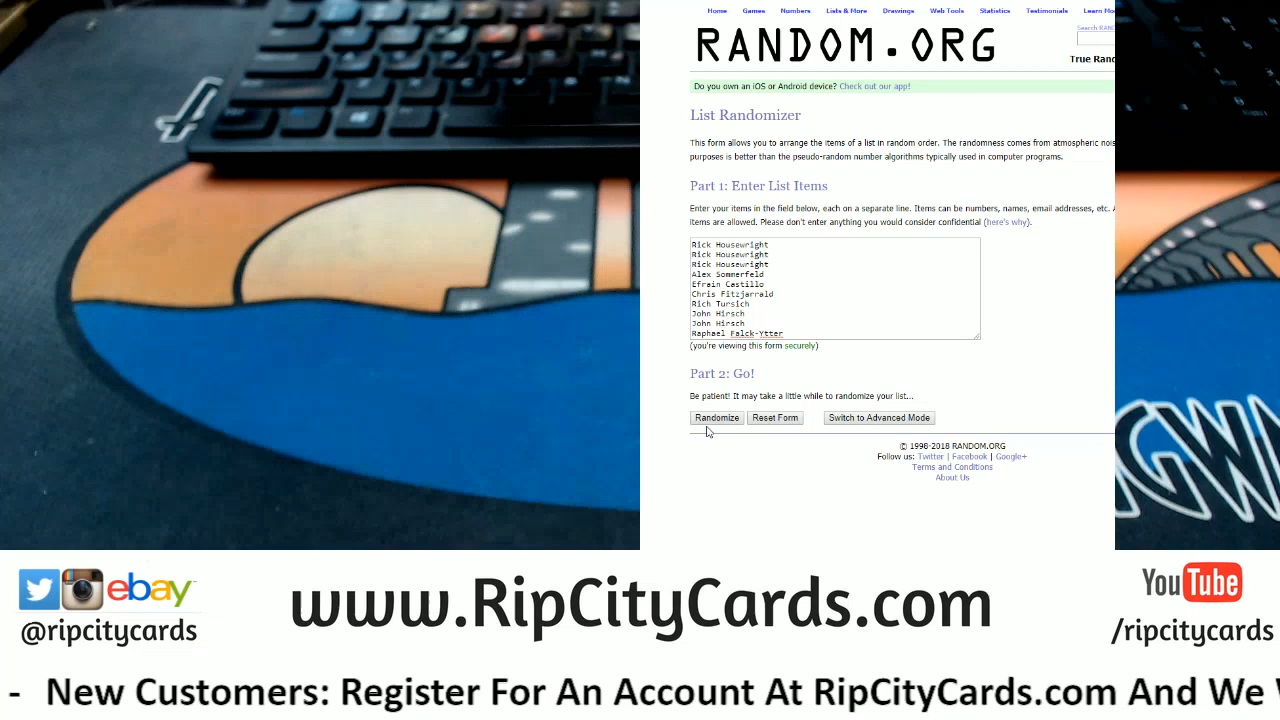 Home Games Numbers Lists & More Drawings Web Tools Statistics Testimonials Learn Mo
RANDOM.ORG
Search RAN
True Ran
Do you own an iOS or Android device? Check out our app!
List Randomizer
This form allows you to arrange the items of a list in random order. The randomness comes from atmospheric noi
purposes is better than the pseudo-random number algorithms typically used in computer programs.
Part 1: Enter List Items
Enter your items in the field below, each on a separate line. Items can be numbers, names, email addresses, etc. A
items are allowed. Please don't enter anything you would consider confidential (here's why).
Rick Housewright
Rick Housewright
Rick Housewright
Alex Sommerfeld
Efrain Castillo
Chris Fitzjarrald
Rich Tursich
John Hirsch
John Hirsch
Raphael Falck-Ytter
(you're viewing this form securely)
Part 2: Go!
Be patient! It may take a little while to randomize your list...
Randomize Reset Form Switch to Advanced Mode
© 1998-2018 RANDOM.ORG
Follow us: Twitter | Facebook | Google+
Terms and Conditions
About Us
GW
ebay
@ripcitycards
www.RipCityCards.com
YouTube
/ripcitycards
- New Customers: Register For An Account At RipCityCards.com And We